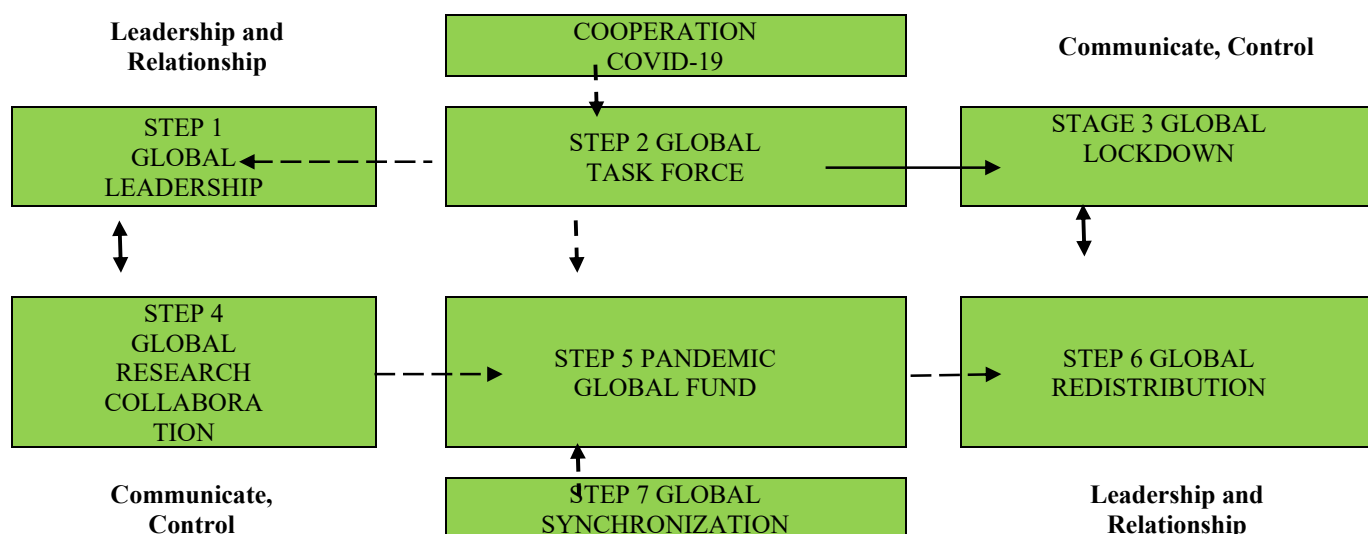 Leadership and
Relationship
COOPERATION
COVID-19
Communicate, Control
STEP 1
GLOBAL
LEADERSHIP
STEP 2 GLOBAL
TASK FORCE
STAGE 3 GLOBAL
LOCKDOWN
STEP 4
GLOBAL
RESEARCH
COLLABORA
TION
STEP 5 PANDEMIC
GLOBAL FUND
STEP 6 GLOBAL
REDISTRIBUTION
Communicate,
Control
STEP 7 GLOBAL
SYNCHRONIZATION
Leadership and
Relationship